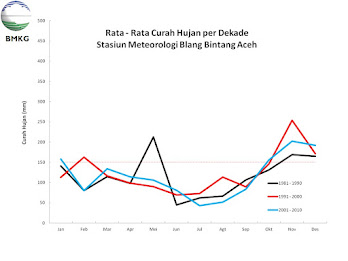 BMKG
Rata - Rata Curah Hujan per Dekade
Stasiun Meteorologi Blang Bintang Aceh
Curah Hujan (mm)
500
450
400
350
300
250
200
150
100
50
0
Jan Feb Mar Apr Mei Jun Jul Ags Sep Okt Nov Des
1981 - 1990
1991 - 2000
2001 - 2010